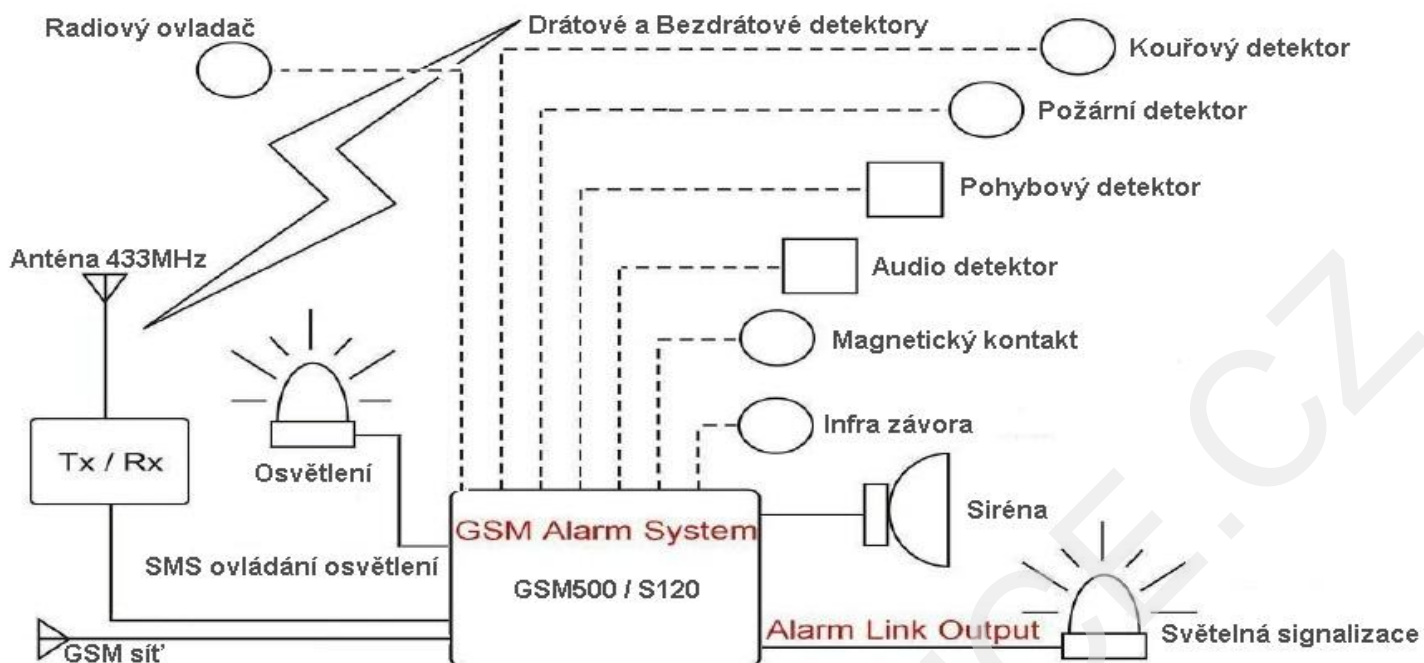 Radiový ovladač
Drátové a Bezdrátové detektory
Kouřový detektor
Požární detektor
Pohybový detektor
Anténa 433MHz
Audio detektor
Magnetický kontakt
Infra závora
Tx / Rx
Osvětlení
Siréna
GSM Alarm System
SMS ovládání osvětlení
GSM500 / S120
Alarm Link Output
Světelná signalizace
GSM síť
CE.CZ